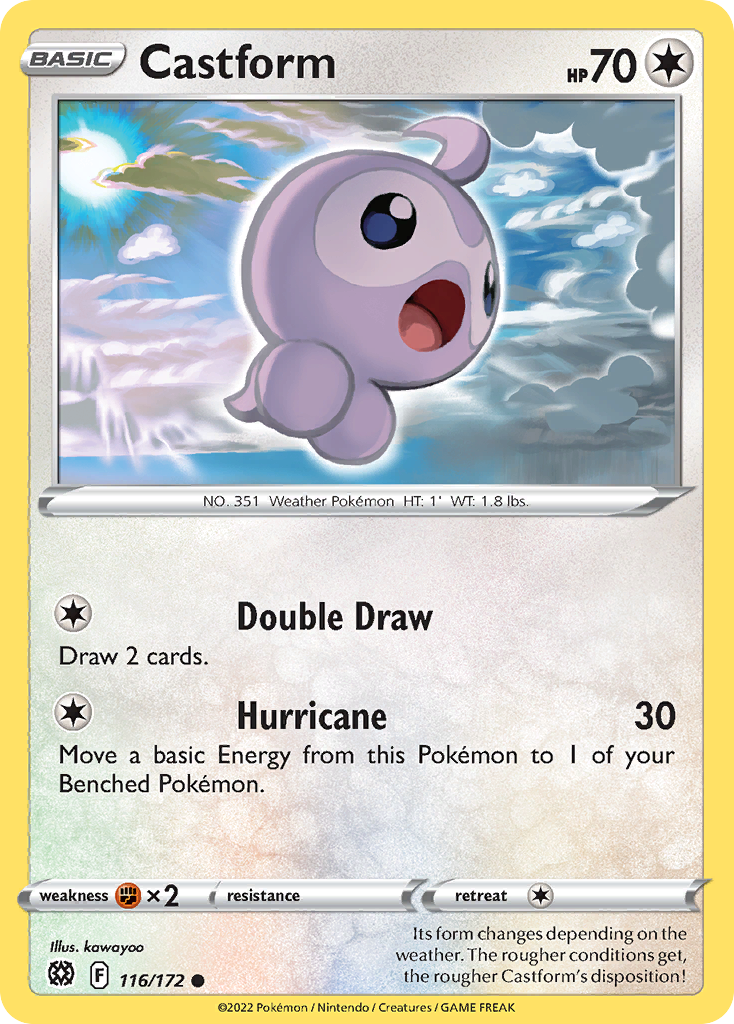 BASIC Castform HP 70
NO. 351 Weather Pokémon HT: 1' WT: 1.8 lbs.
Double Draw
Draw 2 cards.
Hurricane 30
Move a basic Energy from this Pokémon to 1 of your
Benched Pokémon.
weakness ×2 resistance retreat
Its form changes depending on the
weather. The rougher conditions get,
the rougher Castform's disposition!
Illus. kawayoo
F 116/172
©2022 Pokémon / Nintendo / Creatures / GAME FREAK